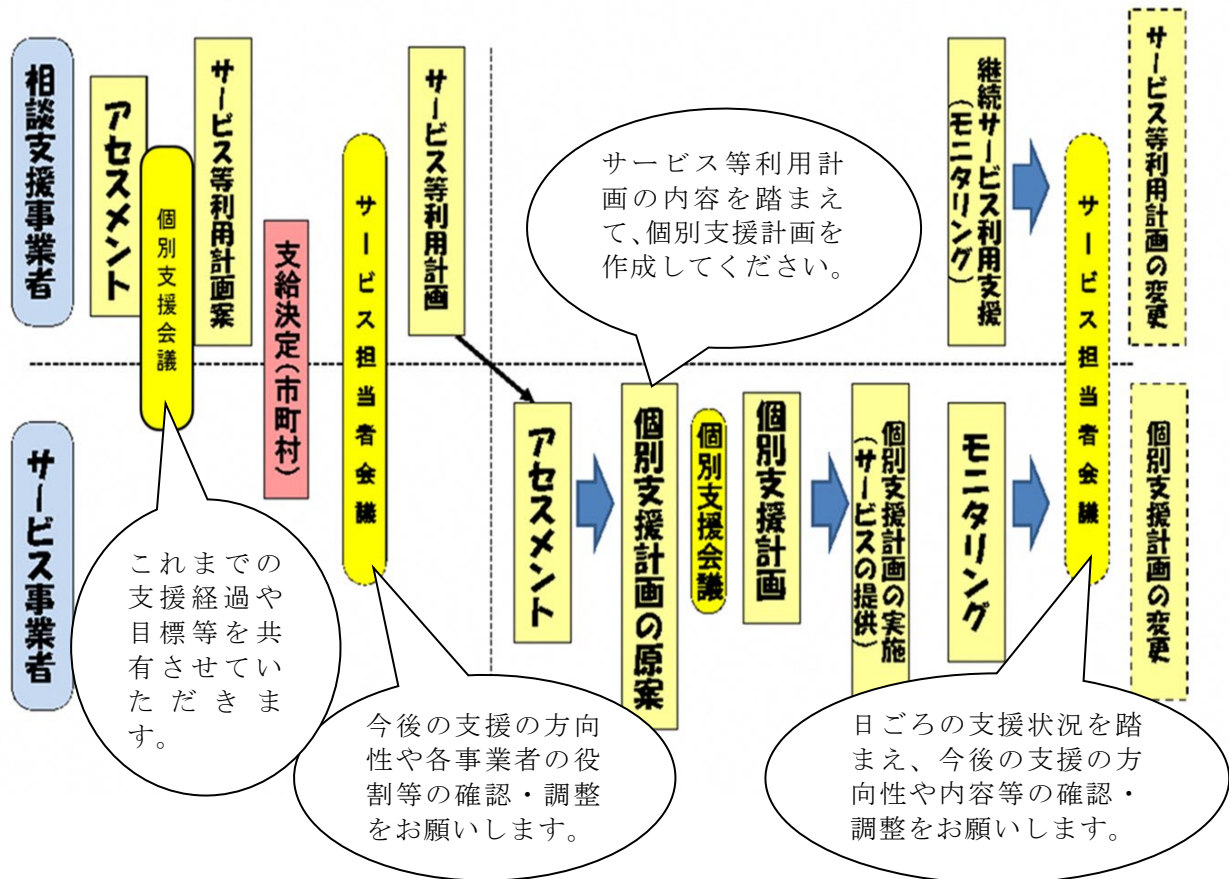 相談支援事業者
アセスメント
個別支援会議
サービス等利用計画案
支給決定(市町村)
サービス担当者会議
サービス等利用計画
サービス等利用計
画の内容を踏まえ
て、個別支援計画を
作成してください。
継続サービス利用支援
(モニタリング)
サービス担当者会議
サービス等利用計画の変更
サービス事業者
これまでの
支援経過や
目標等を共
有させてい
ただきま
す。
今後の支援の方向
性や各事業者の役
割等の確認・調整
をお願いします。
アセスメント
個別支援計画の原案
個別支援会議
個別支援計画
個別支援計画の実施
(サービスの提供)
モニタリング
日ごろの支援状況を踏
まえ、今後の支援の方
向性や内容等の確認・
調整をお願いします。
個別支援計画の変更